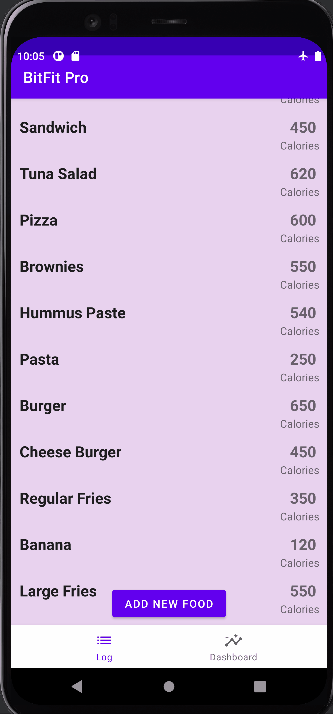 10:05
BitFit Pro
Calories
Sandwich 450
Calories
Tuna Salad 620
Calories
Pizza 600
Calories
Brownies 550
Calories
Hummus Paste 540
Calories
Pasta 250
Calories
Burger 650
Calories
Cheese Burger 450
Calories
Regular Fries 350
Calories
Banana 120
Calories
Large Fries 550
Calories
ADD NEW FOOD
Log Dashboard